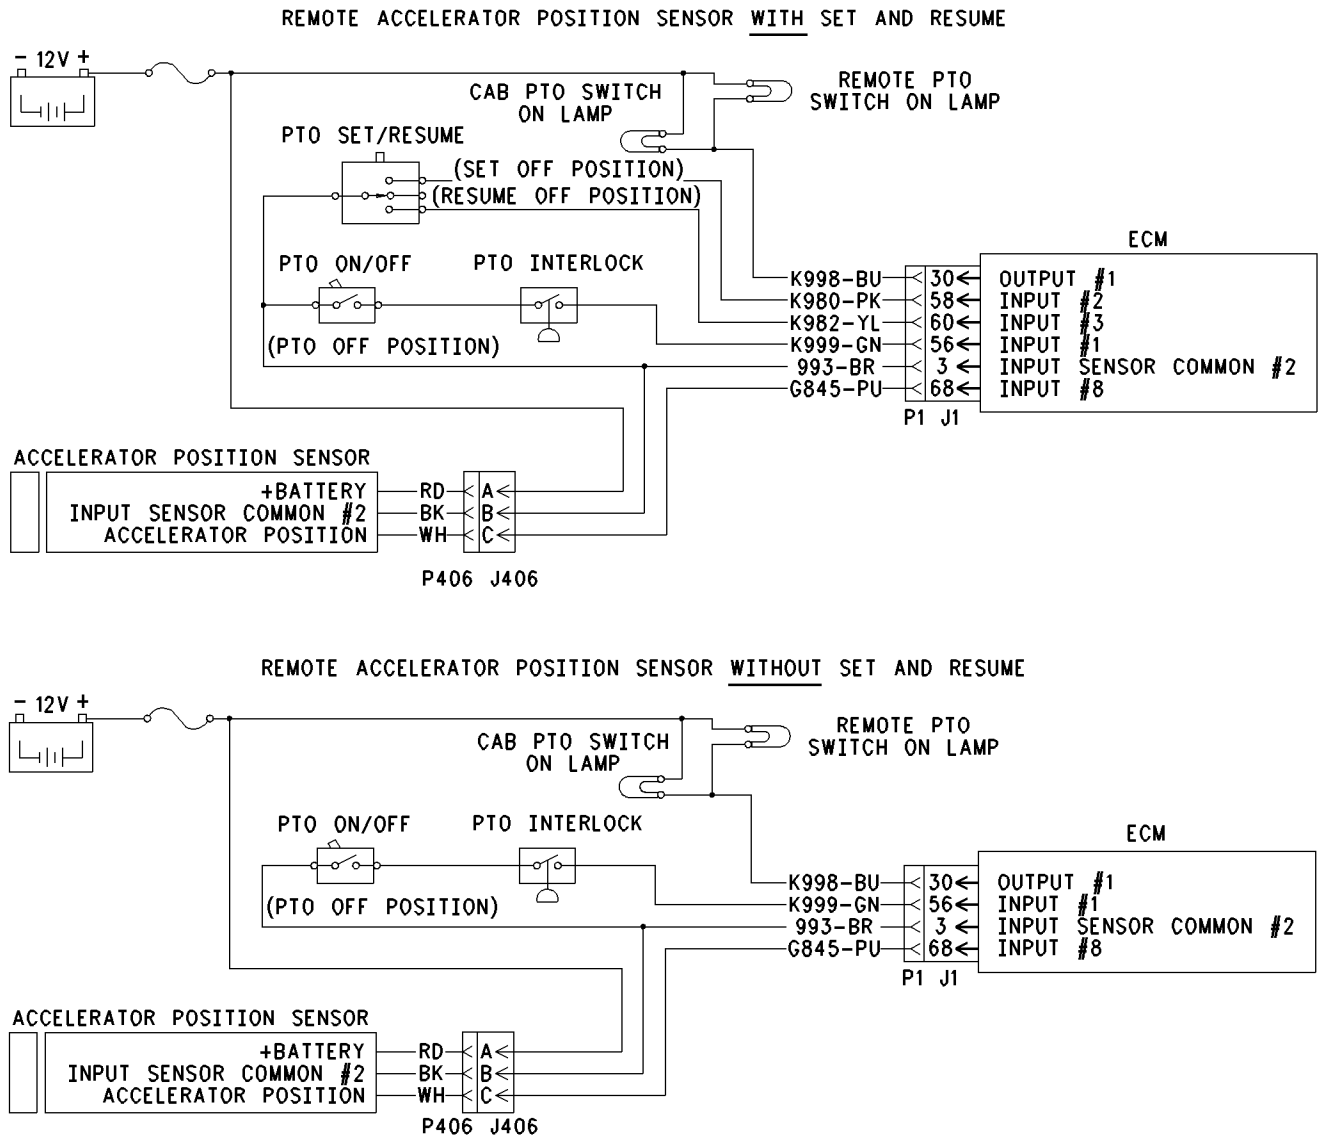 REMOTE ACCELERATOR POSITION SENSOR WITH SET AND RESUME
- 12V +
CAB PTO SWITCH
ON LAMP
REMOTE PTO
SWITCH ON LAMP
PTO SET/RESUME
(SET OFF POSITION)
(RESUME OFF POSITION)
PTO ON/OFF
PTO INTERLOCK
(PTO OFF POSITION)
ECM
K998-BU 30 OUTPUT #1
K980-PK 58 INPUT #2
K982-YL 60 INPUT #3
K999-GN 56 INPUT #1
993-BR 3 INPUT SENSOR COMMON #2
G845-PU 68 INPUT #8
P1 J1
ACCELERATOR POSITION SENSOR
+BATTERY RD A
INPUT SENSOR COMMON #2 BK B
ACCELERATOR POSITION WH C
P406 J406
REMOTE ACCELERATOR POSITION SENSOR WITHOUT SET AND RESUME
- 12V +
CAB PTO SWITCH
ON LAMP
REMOTE PTO
SWITCH ON LAMP
PTO ON/OFF
PTO INTERLOCK
(PTO OFF POSITION)
ECM
K998-BU 30 OUTPUT #1
K999-GN 56 INPUT #1
993-BR 3 INPUT SENSOR COMMON #2
G845-PU 68 INPUT #8
P1 J1
ACCELERATOR POSITION SENSOR
+BATTERY RD A
INPUT SENSOR COMMON #2 BK B
ACCELERATOR POSITION WH C
P406 J406